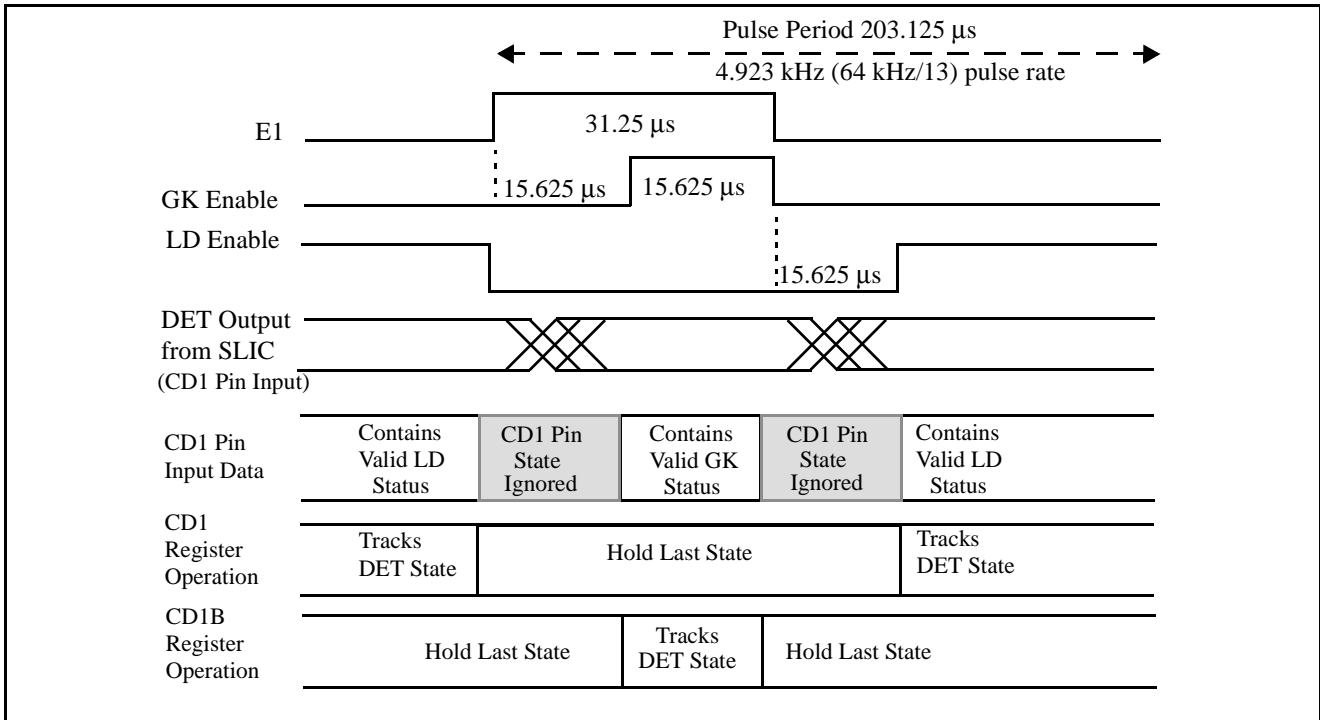 Pulse Period 203.125 µs
4.923 kHz (64 kHz/13) pulse rate
E1
31.25 µs
GK Enable
15.625 µs
15.625 µs
LD Enable
15.625 µs
DET Output
from SLIC
(CD1 Pin Input)
CD1 Pin
Input Data
Contains
Valid LD
Status
CD1 Pin
State
Ignored
Contains
Valid GK
Status
CD1 Pin
State
Ignored
Contains
Valid LD
Status
CD1
Register
Operation
Tracks
DET State
Hold Last State
Tracks
DET State
CD1B
Register
Operation
Hold Last State
Tracks
DET State
Hold Last State